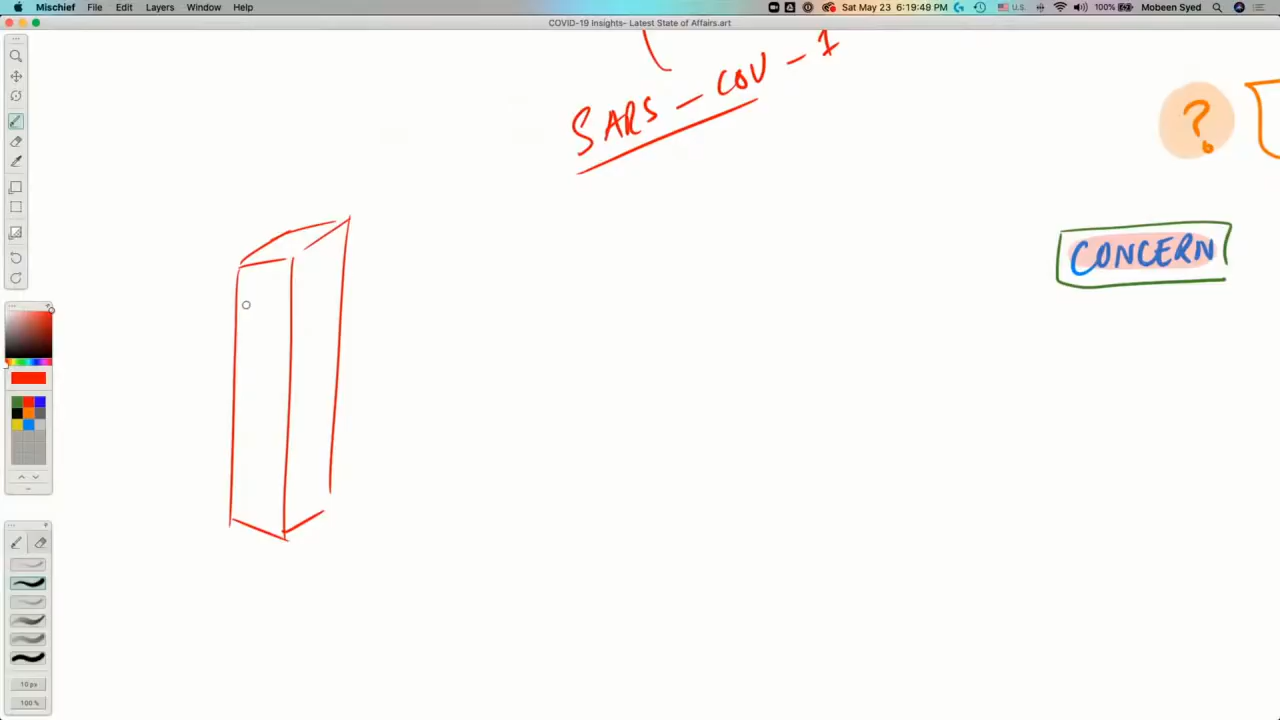 Mischief File Edit Layers Window Help
Sat May 23 6:19:48 PM U.S. 100% Mobeen Syed
COVID-19 Insights- Latest State of Affairs.art
SARS-COV-1
?
CONCERN
10 px
100 %